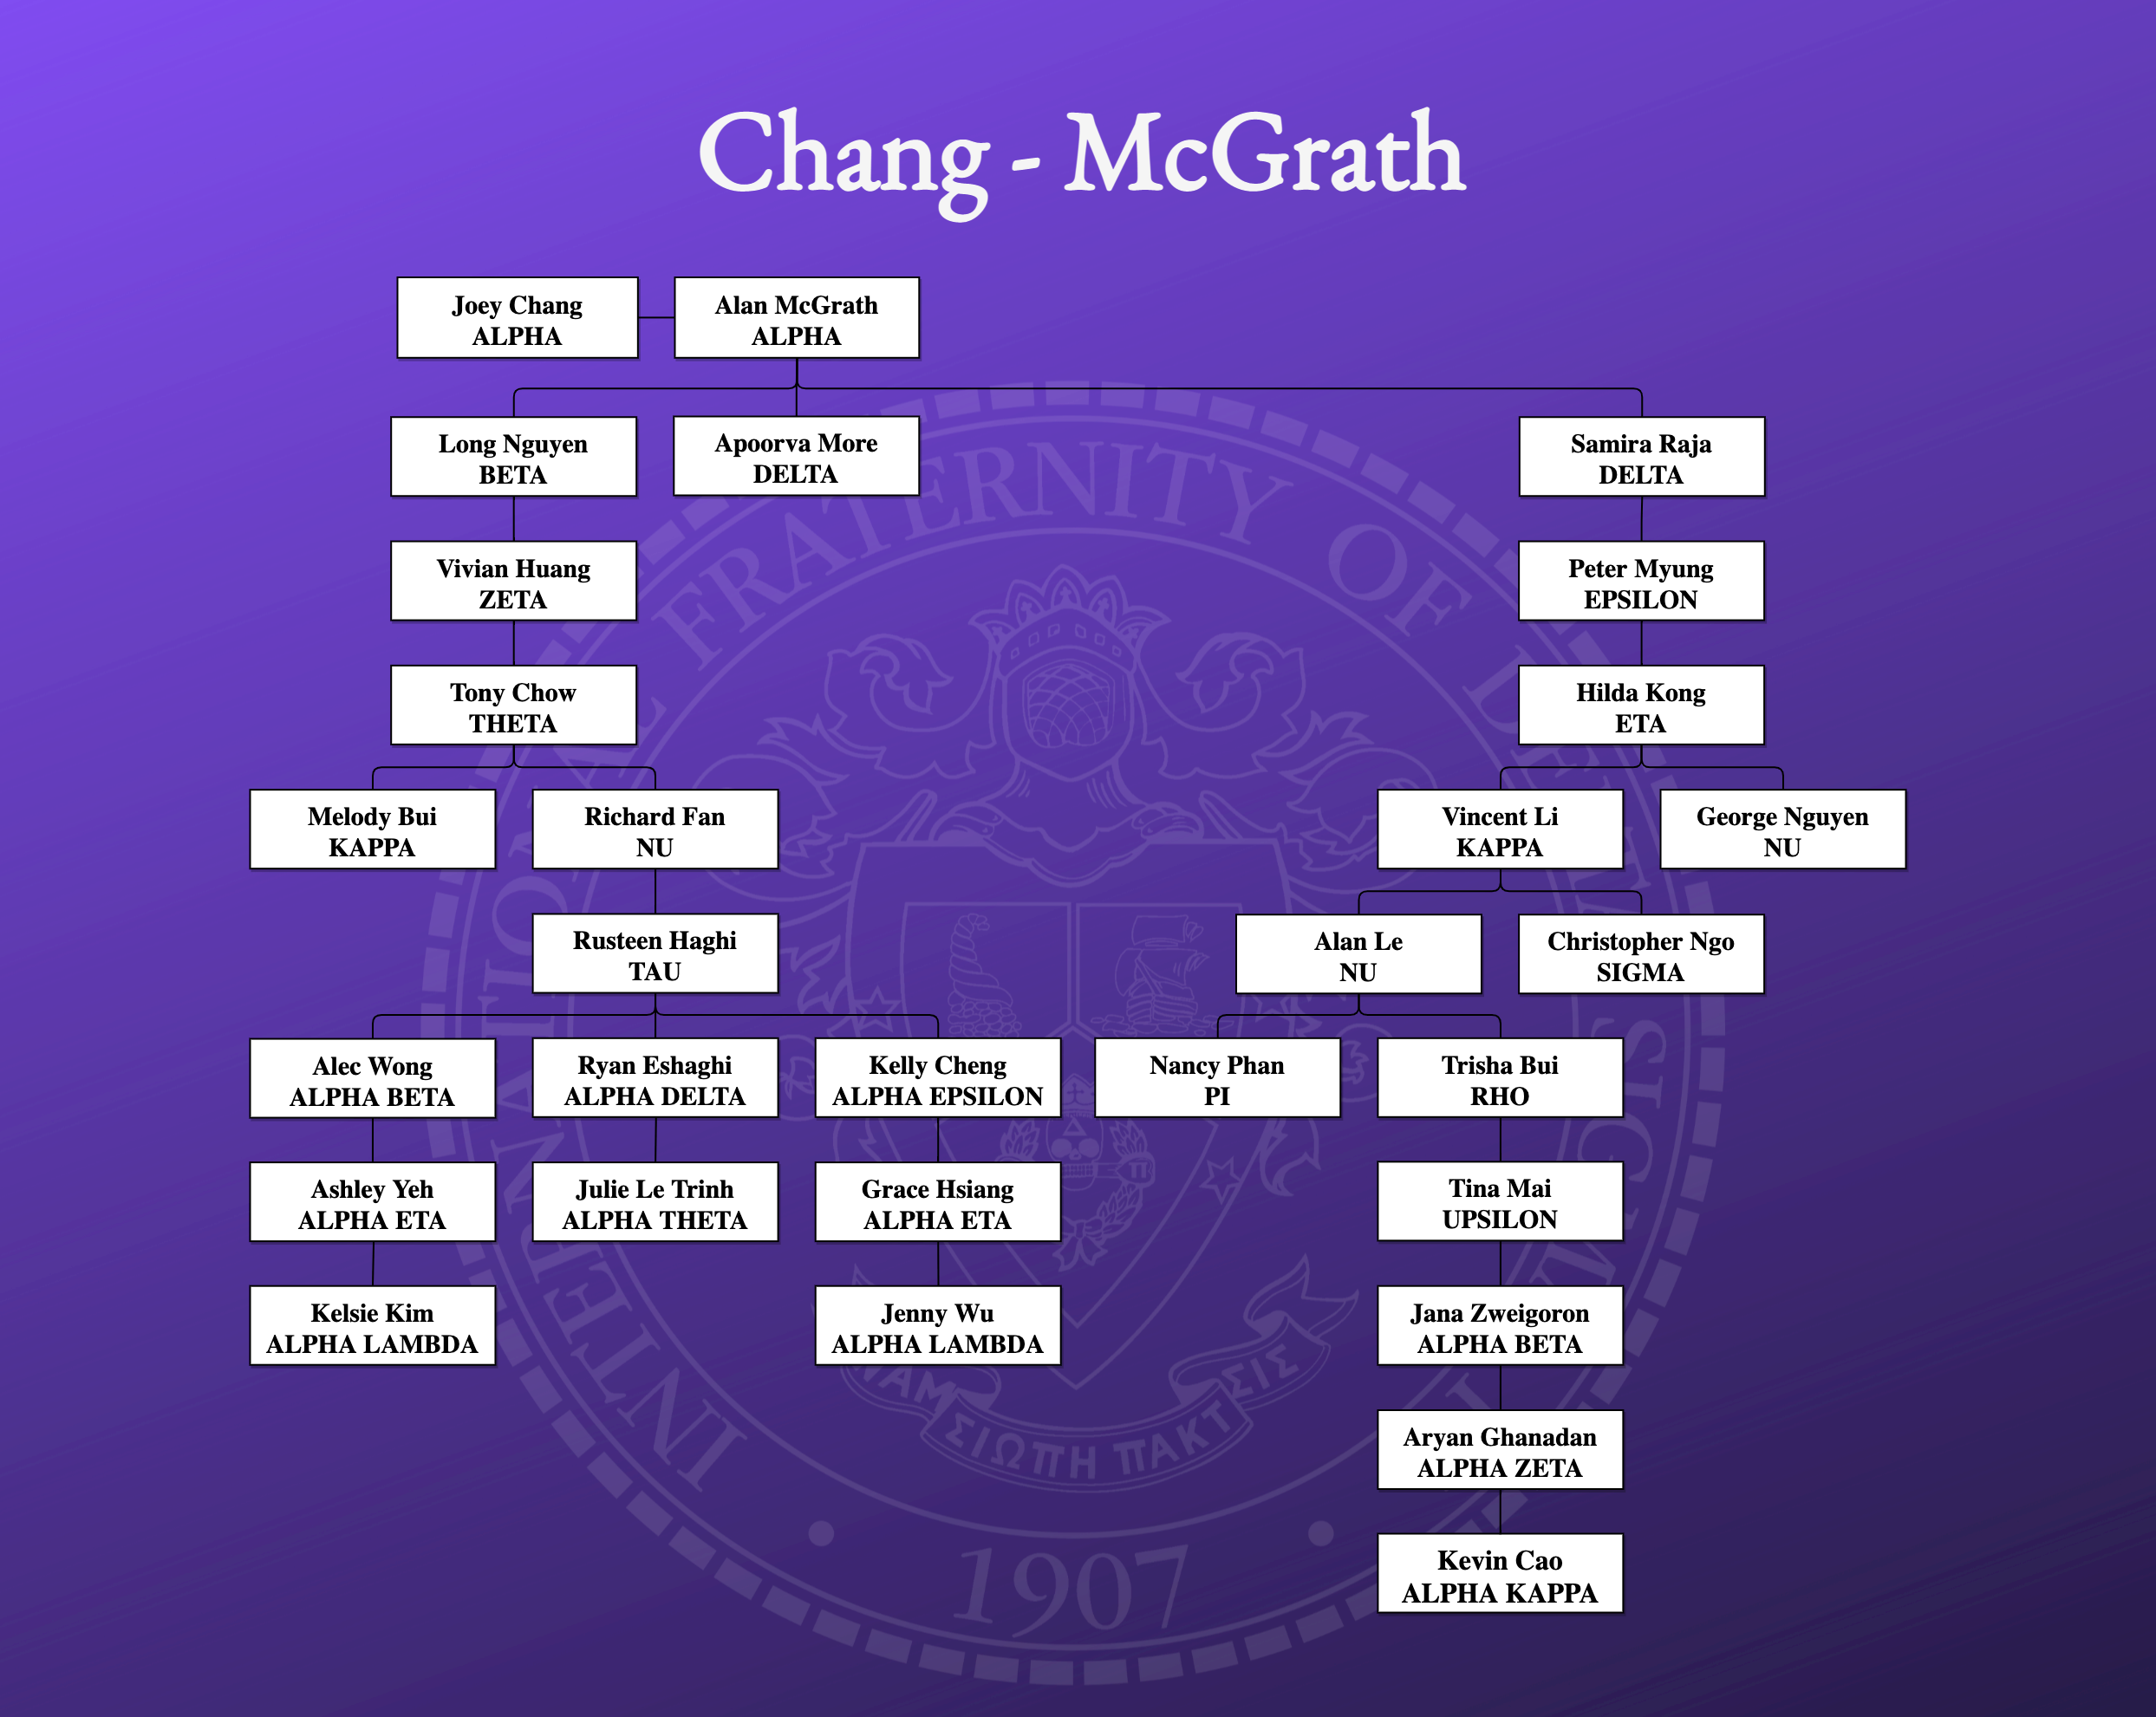 Chang - McGrath
Joey Chang
ALPHA
Alan McGrath
ALPHA
Long Nguyen
BETA
Apoorva More
DELTA
Samira Raja
DELTA
Vivian Huang
ZETA
Peter Myung
EPSILON
Tony Chow
THETA
Hilda Kong
ETA
Melody Bui
KAPPA
Richard Fan
NU
Vincent Li
KAPPA
George Nguyen
NU
Rusteen Haghi
TAU
Alan Le
NU
Christopher Ngo
SIGMA
Alec Wong
ALPHA BETA
Ryan Eshaghi
ALPHA DELTA
Kelly Cheng
ALPHA EPSILON
Nancy Phan
PI
Trisha Bui
RHO
Ashley Yeh
ALPHA ETA
Julie Le Trinh
ALPHA THETA
Grace Hsiang
ALPHA ETA
Tina Mai
UPSILON
Kelsie Kim
ALPHA LAMBDA
Jenny Wu
ALPHA LAMBDA
Jana Zweigoron
ALPHA BETA
Aryan Ghanadan
ALPHA ZETA
Kevin Cao
ALPHA KAPPA
FRATERNITY OF
ΣΙΩΠΗ ΠΑΚΤ ΣΙΣ
1907